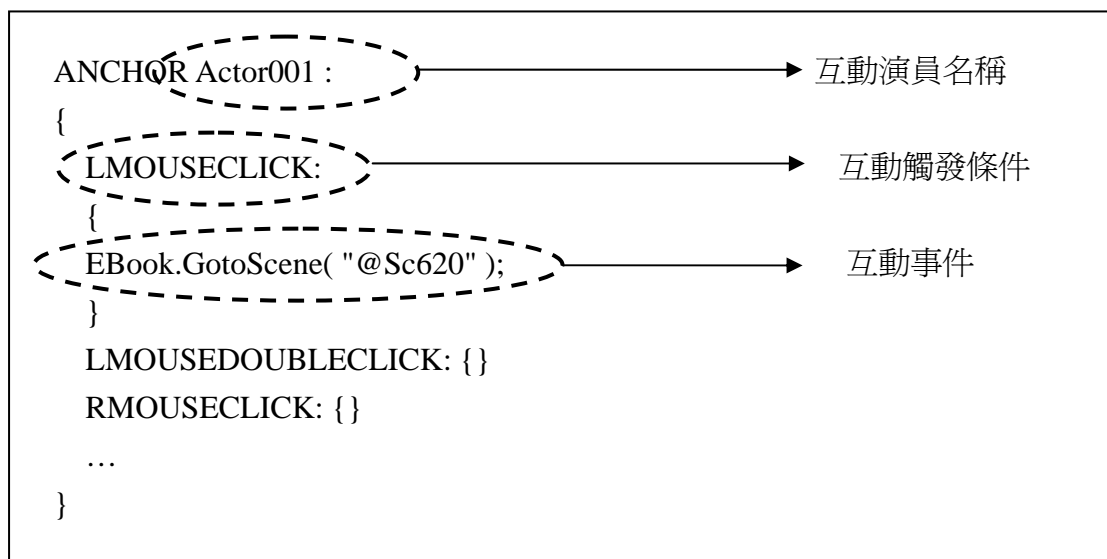 ANCHOR Actor001 : 互動演員名稱
{
LMOUSECLICK: 互動觸發條件
{
EBook.GotoScene( "@Sc620" ); 互動事件
}
LMOUSEDOUBLECLICK: {}
RMOUSECLICK: {}
…
}